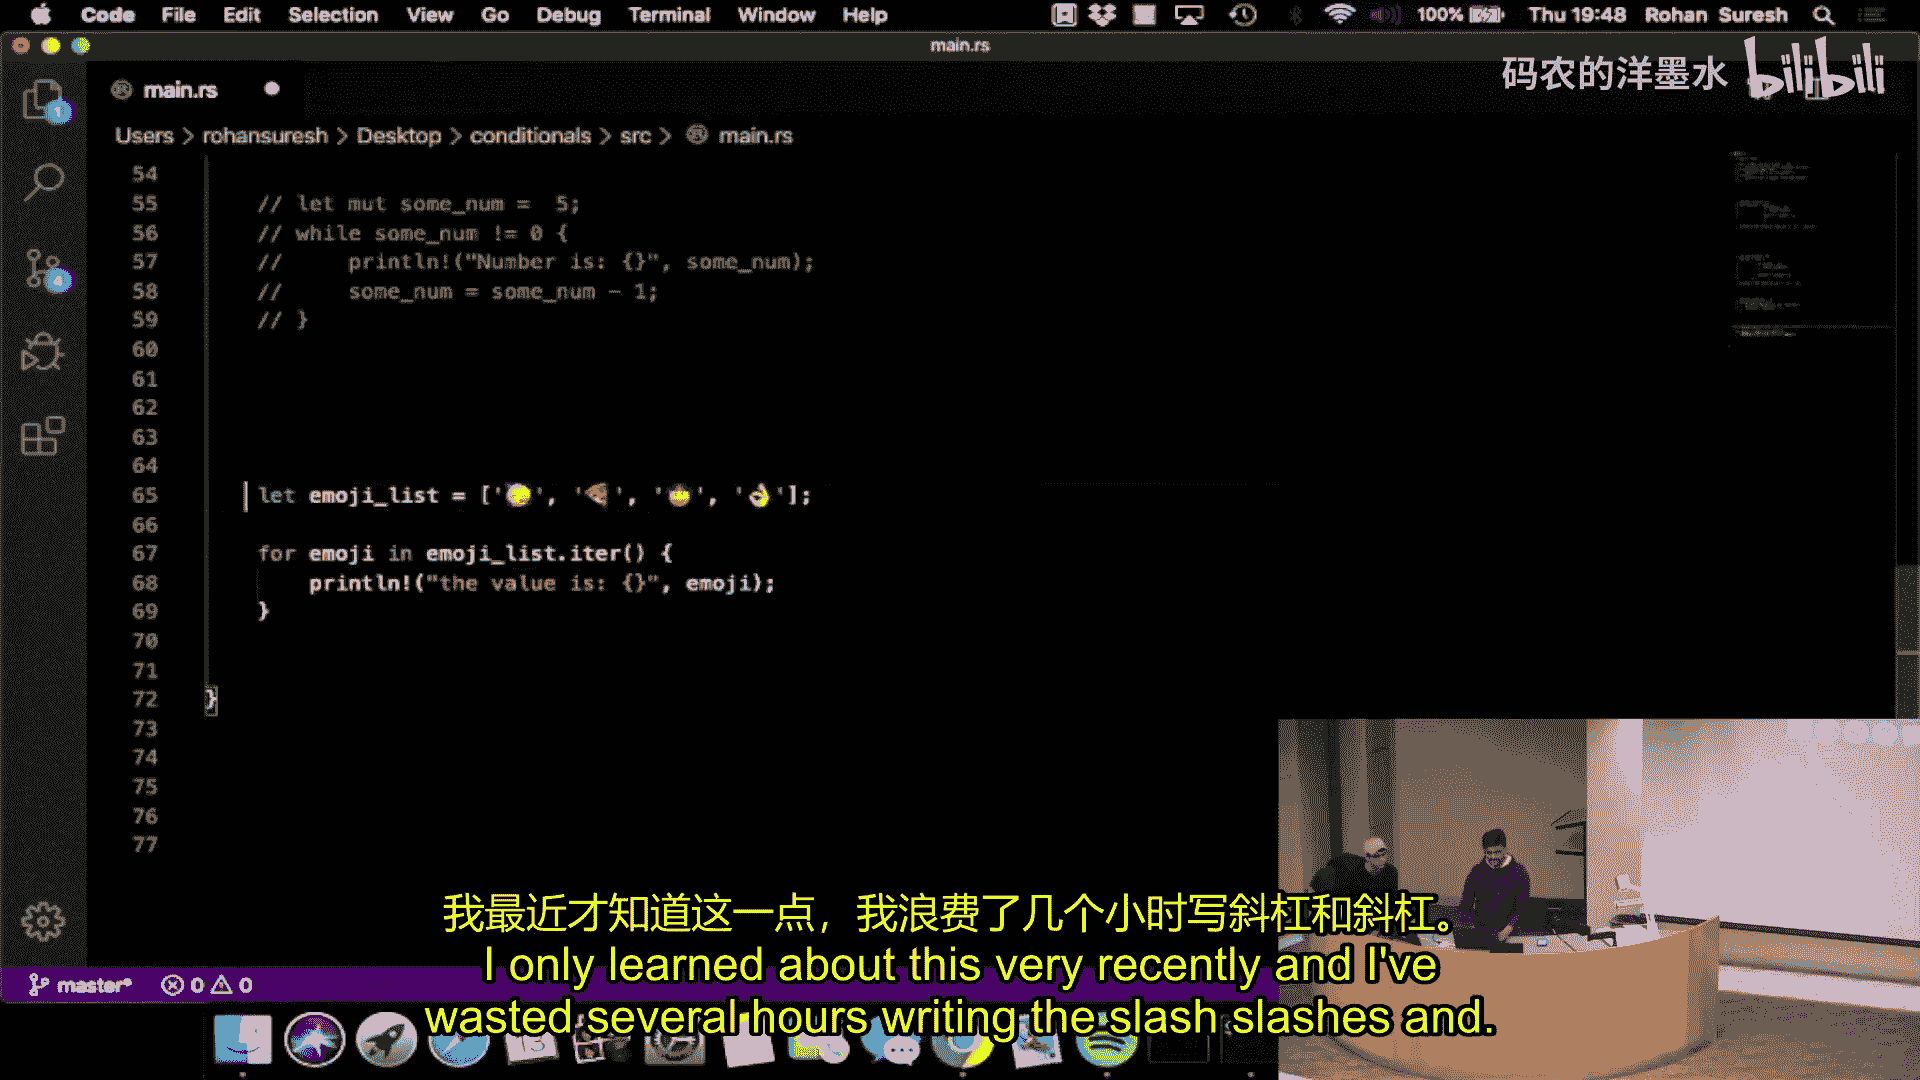 Code File Edit Selection View Go Debug Terminal Window Help 100% Thu 19:48 Rohan Suresh
main.rs
码农的洋墨水 bilibili
main.rs
1
Users > rohansuresh > Desktop > conditionals > src > main.rs
54
55 // let mut some_num =  5;
56 // while some_num != 0 {
57 //     println!("Number is: {}", some_num);
58 //     some_num = some_num - 1;
59 // }
60
61
62
63
64
65 let emoji_list = ['', '', '', '👌'];
66
67 for emoji in emoji_list.iter() {
68     println!("the value is: {}", emoji);
69 }
70
71
72 }
73
74
75
76
77
4
我最近才知道这一点，我浪费了几个小时写斜杠和斜杠。
I only learned about this very recently and I've
wasted several hours writing the slash slashes and.
master* 0 0
13